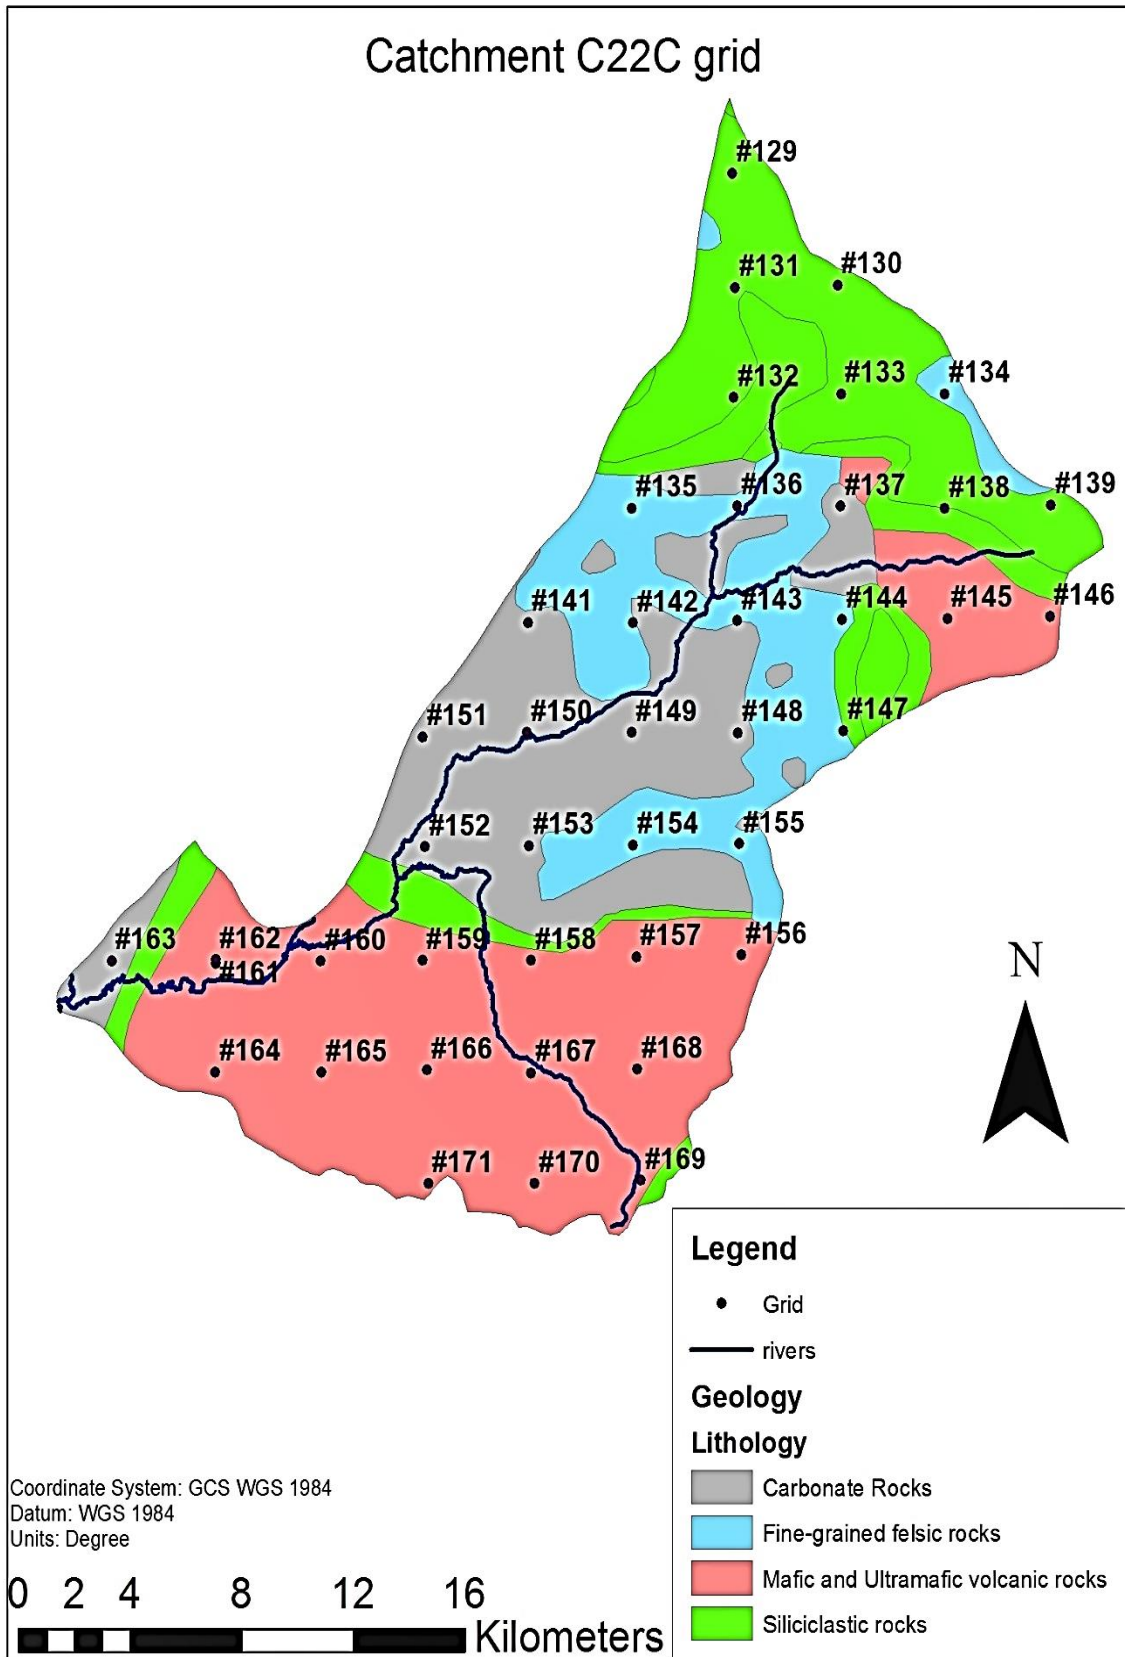 Catchment C22C grid
#129
#131
#130
#132
#133
#134
#135
#136
#137
#138
#139
#141
#142
#143
#144
#145
#146
#151
#150
#149
#148
#147
#152
#153
#154
#155
#163
#162
#161
#160
#159
#158
#157
#156
N
#164
#165
#166
#167
#168
#171
#170
#169
Legend
Grid
rivers
Geology
Lithology
Carbonate Rocks
Fine-grained felsic rocks
Mafic and Ultramafic volcanic rocks
Siliciclastic rocks
Coordinate System: GCS WGS 1984
Datum: WGS 1984
Units: Degree
0 2 4 8 12 16
Kilometers